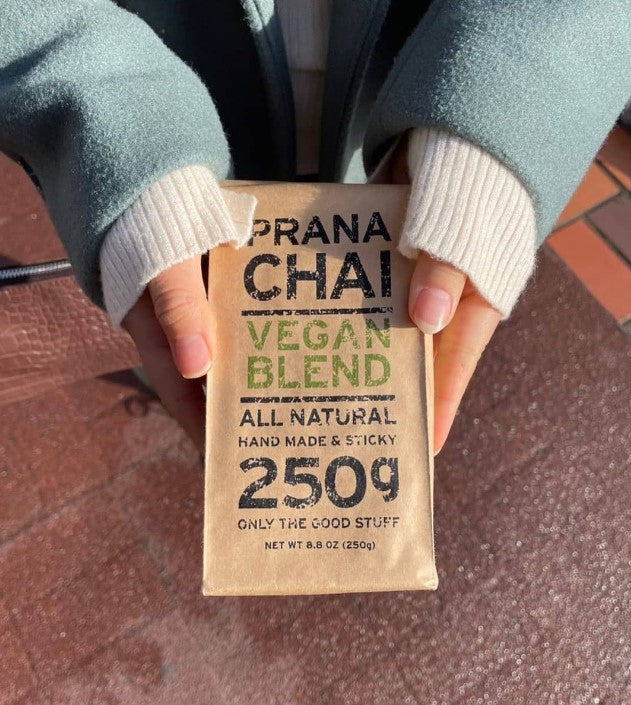 PRANA
CHAI
VEGAN
BLEND
ALL NATURAL
HAND MADE & STICKY
250g
ONLY THE GOOD STUFF
NET WT 8.8 OZ (250g)